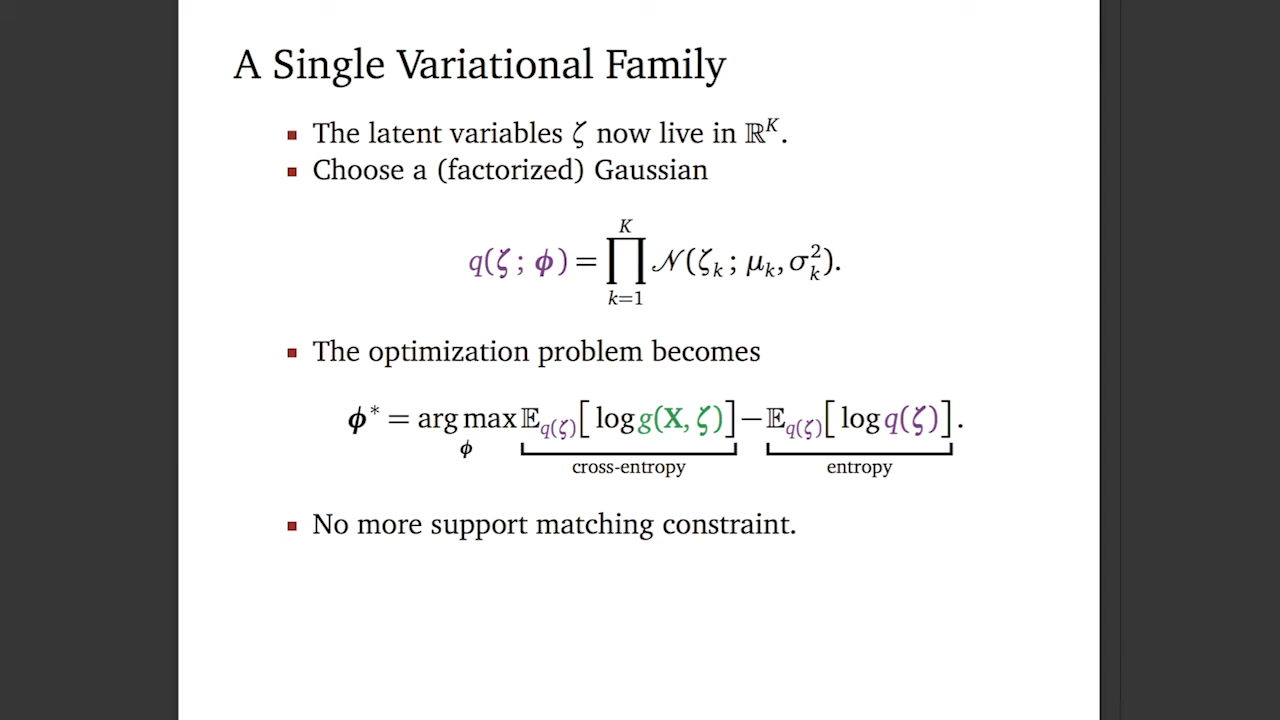 A Single Variational Family
▪ The latent variables ζ now live in ℝᴷ.
▪ Choose a (factorized) Gaussian
q(ζ ; ϕ) = ∏_{k=1}^{K} 𝒩(ζ_k ; μ_k, σ_k^2).
▪ The optimization problem becomes
ϕ* = arg max_ϕ 𝔼_{q(ζ)}[ log g(X, ζ) ] − 𝔼_{q(ζ)}[ log q(ζ) ].
cross-entropy entropy
▪ No more support matching constraint.